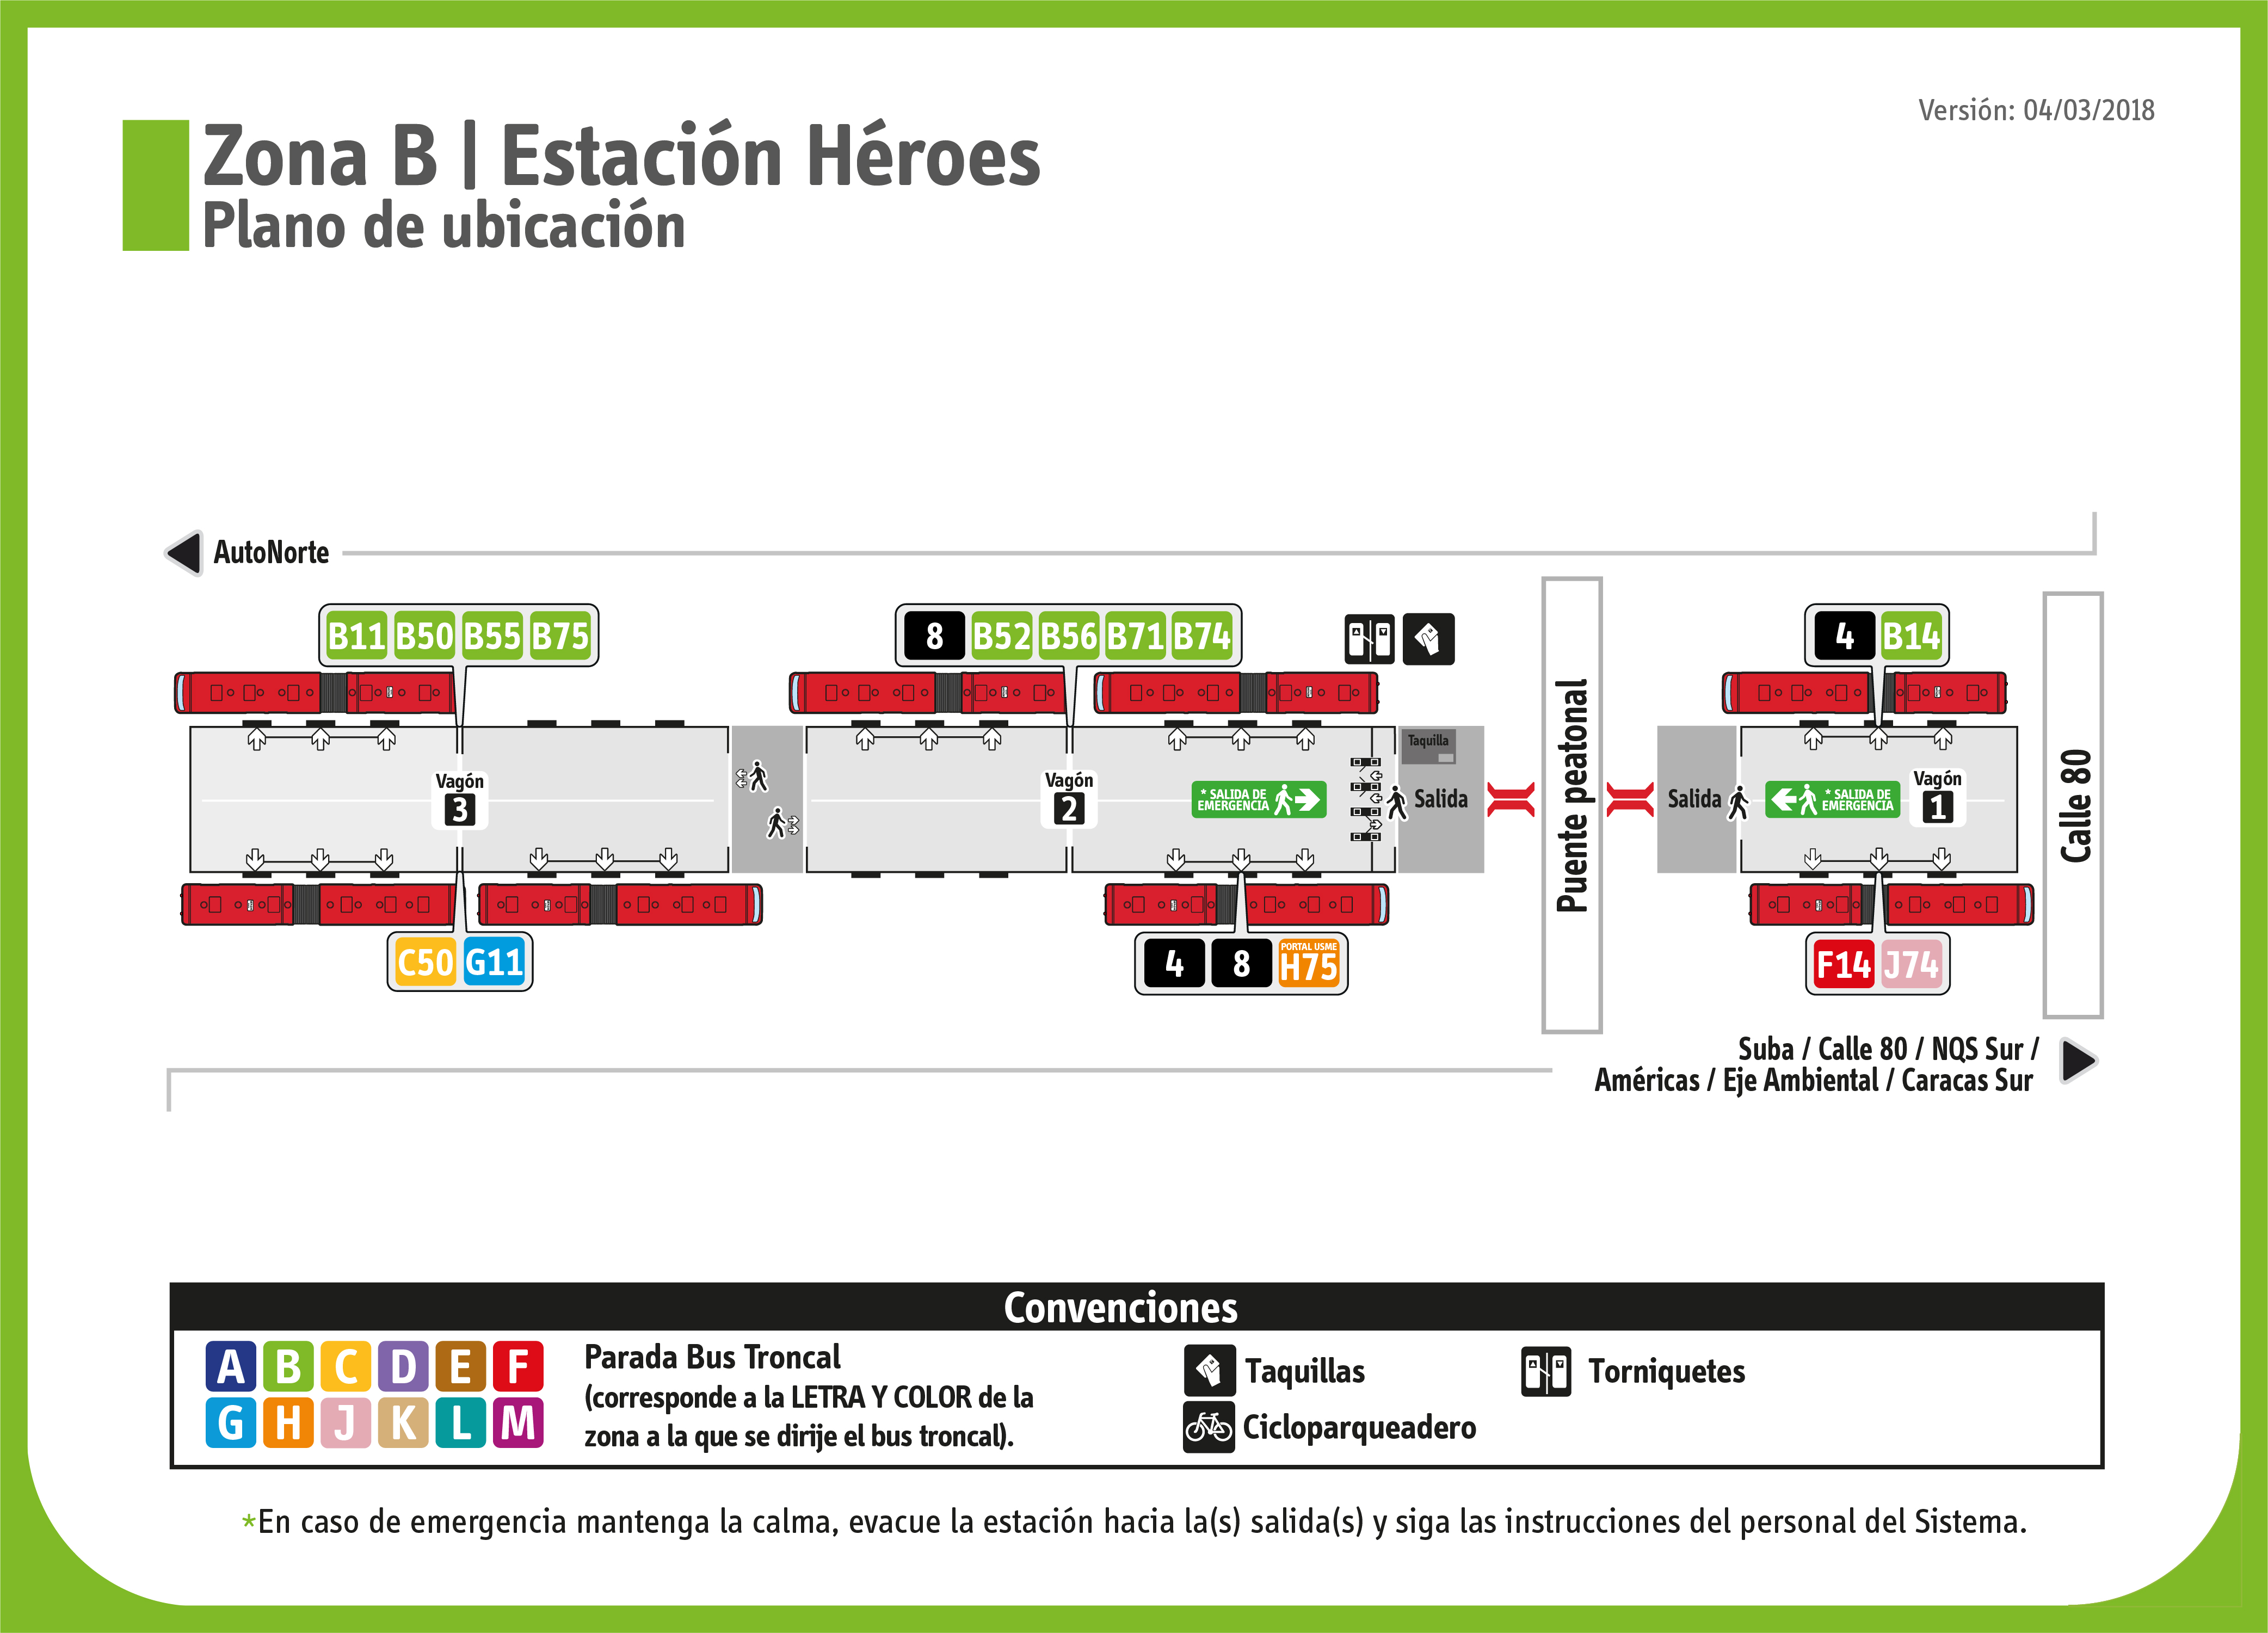 Versión: 04/03/2018
Zona B | Estación Héroes
Plano de ubicación
AutoNorte
B11 B50 B55 B75
8 B52 B56 B71 B74
4 B14
Vagón
3
Vagón
2
* SALIDA DE
EMERGENCIA
Taquilla
Salida
Puente peatonal
Salida
* SALIDA DE
EMERGENCIA
Vagón
1
Calle 80
C50 G11
4 8 PORTAL USME H75
F14 J74
Suba / Calle 80 / NQS Sur /
Américas / Eje Ambiental / Caracas Sur
Convenciones
A B C D E F
G H J K L M
Parada Bus Troncal
(corresponde a la LETRA Y COLOR de la
zona a la que se dirije el bus troncal).
Taquillas
Cicloparqueadero
Torniquetes
*En caso de emergencia mantenga la calma, evacue la estación hacia la(s) salida(s) y siga las instrucciones del personal del Sistema.